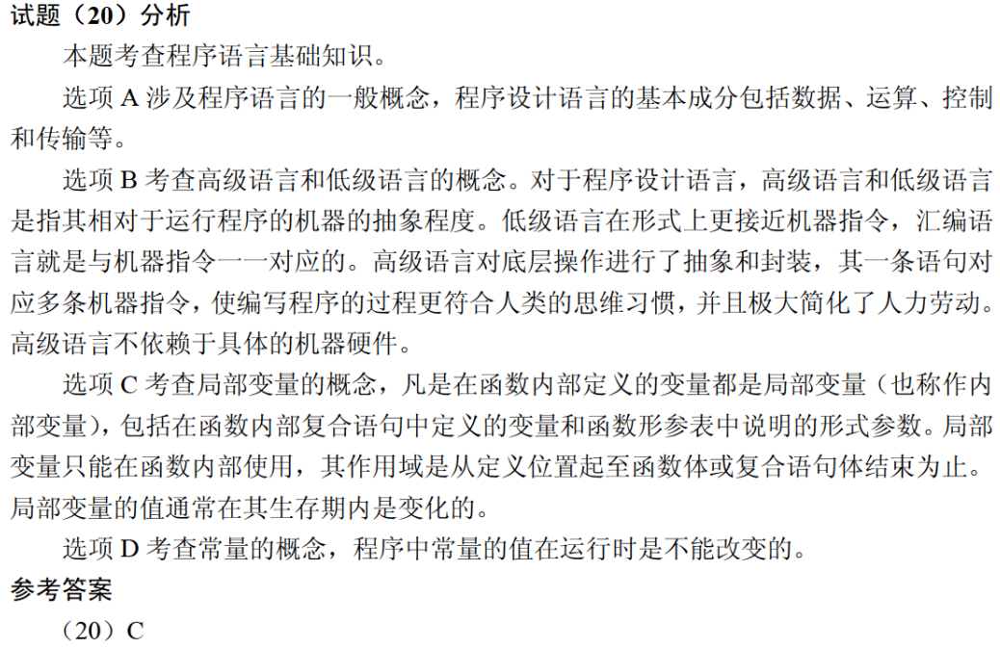 试题（20）分析
本题考查程序语言基础知识。
选项 A 涉及程序语言的一般概念，程序设计语言的基本成分包括数据、运算、控制
和传输等。
选项 B 考查高级语言和低级语言的概念。对于程序设计语言，高级语言和低级语言
是指其相对于运行程序的机器的抽象程度。低级语言在形式上更接近机器指令，汇编语
言就是与机器指令一一对应的。高级语言对底层操作进行了抽象和封装，其一条语句对
应多条机器指令，使编写程序的过程更符合人类的思维习惯，并且极大简化了人力劳动。
高级语言不依赖于具体的机器硬件。
选项 C 考查局部变量的概念，凡是在函数内部定义的变量都是局部变量（也称作内
部变量），包括在函数内部复合语句中定义的变量和函数形参表中说明的形式参数。局部
变量只能在函数内部使用，其作用域是从定义位置起至函数体或复合语句体结束为止。
局部变量的值通常在其生存期内是变化的。
选项 D 考查常量的概念，程序中常量的值在运行时是不能改变的。
参考答案
（20）C